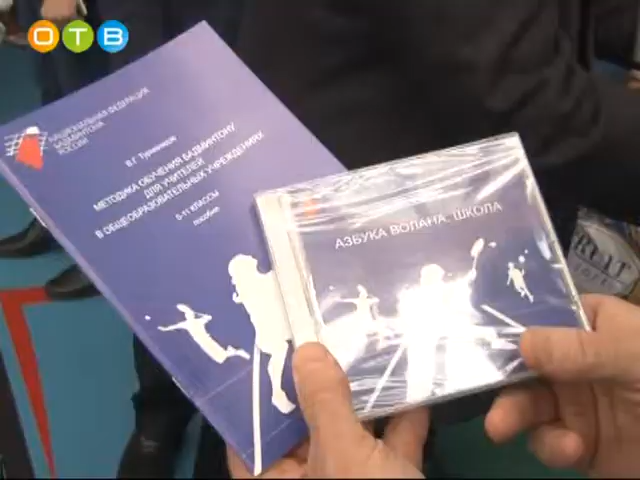 ОТВ
НАЦИОНАЛЬНАЯ ФЕДЕРАЦИЯ
БАДМИНТОНА
РОССИИ
В.Г. Турманидзе
МЕТОДИКА ОБУЧЕНИЯ БАДМИНТОНУ
ДЛЯ УЧИТЕЛЕЙ
В ОБЩЕОБРАЗОВАТЕЛЬНЫХ УЧРЕЖДЕНИЯХ
5-11 КЛАССЫ
пособие
АЗБУКА ВОЛАНА. ШКОЛА